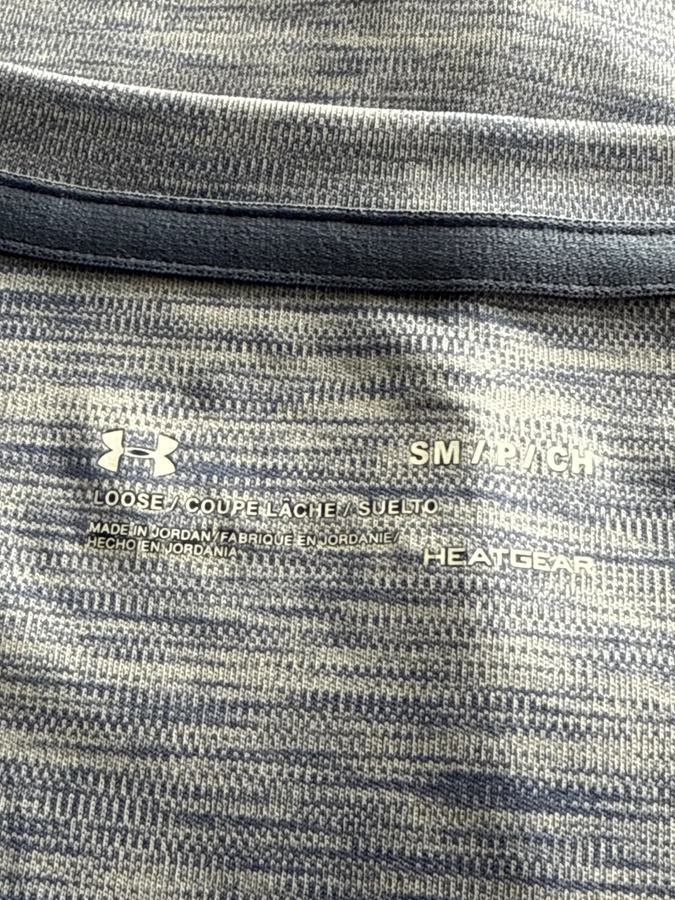 SM / P / CH
LOOSE / COUPE LÂCHE / SUELTO
MADE IN JORDAN / FABRIQUÉ EN JORDANIE /
HECHO EN JORDANIA
HEATGEAR